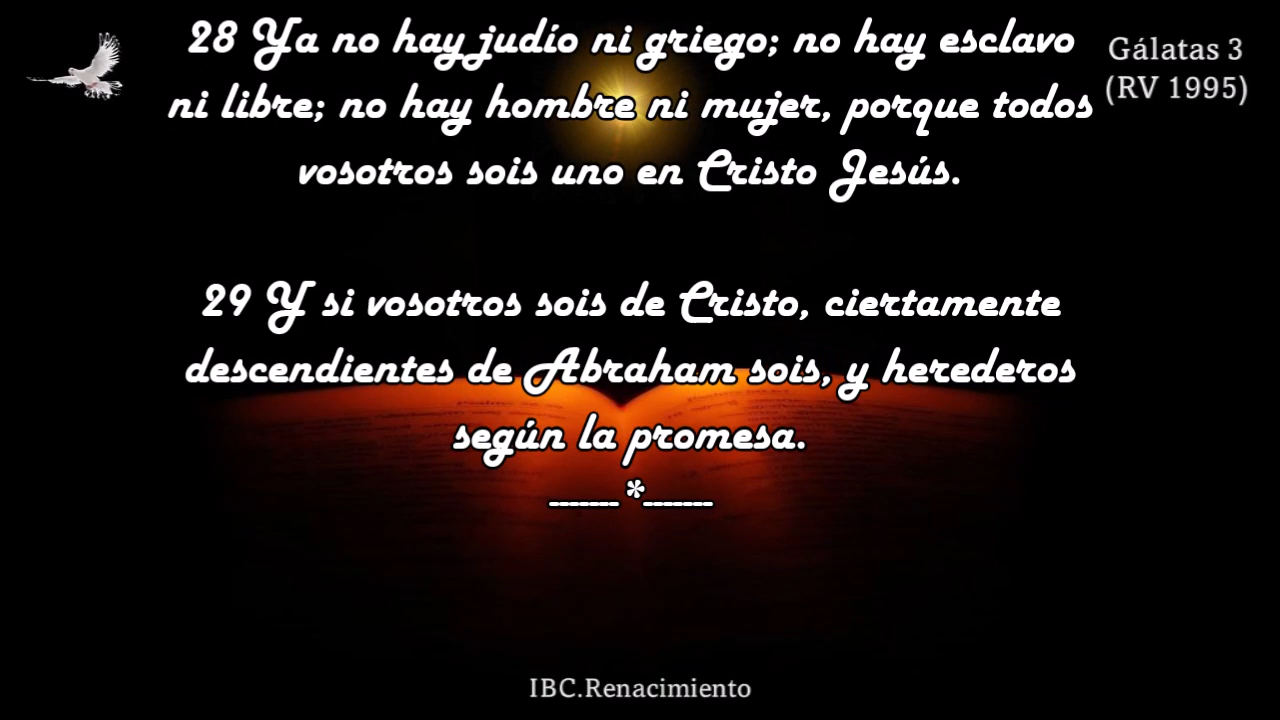 28 Ya no hay judío ni griego; no hay esclavo
ni libre; no hay hombre ni mujer, porque todos
vosotros sois uno en Cristo Jesús.
Gálatas 3
(RV 1995)
29 Y si vosotros sois de Cristo, ciertamente
descendientes de Abraham sois, y herederos
según la promesa.
-------*-------
IBC.Renacimiento